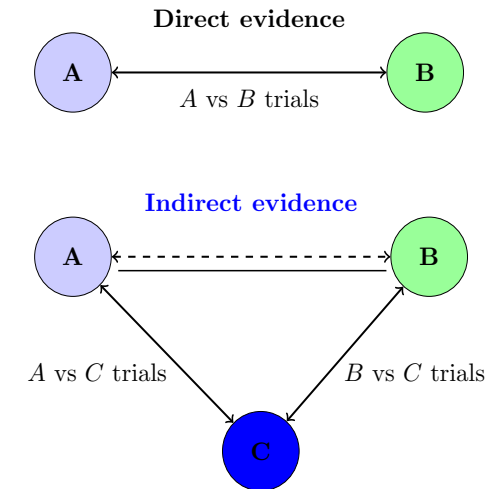 Direct evidence
A B
A vs B trials
Indirect evidence
A B
A vs C trials B vs C trials
C